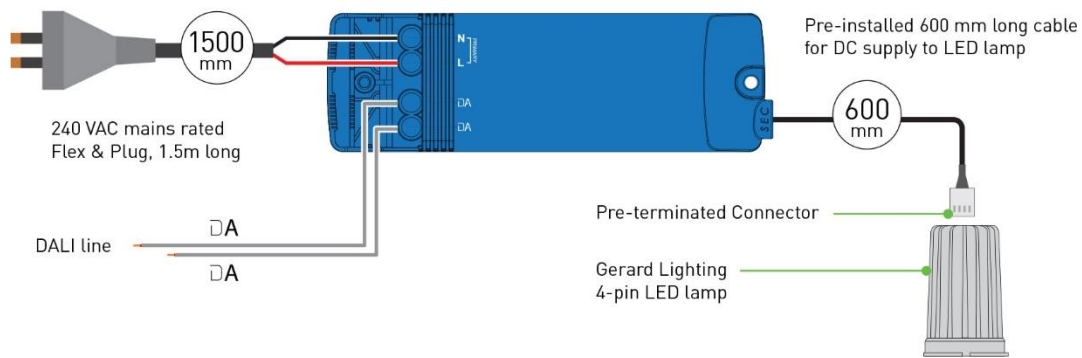 1500
mm
240 VAC mains rated
Flex & Plug, 1.5m long
N
L
PRIMARY
DA
DA
SEC
Pre-installed 600 mm long cable
for DC supply to LED lamp
600
mm
DA
DALI line
DA
Pre-terminated Connector
Gerard Lighting
4-pin LED lamp